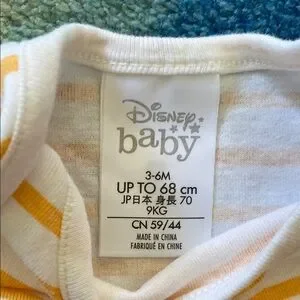 Disney
baby
3-6M
UP TO 68 cm
JP日本 身長 70
9KG
CN 59/44
MADE IN CHINA
FABRIQUÉ EN CHINE